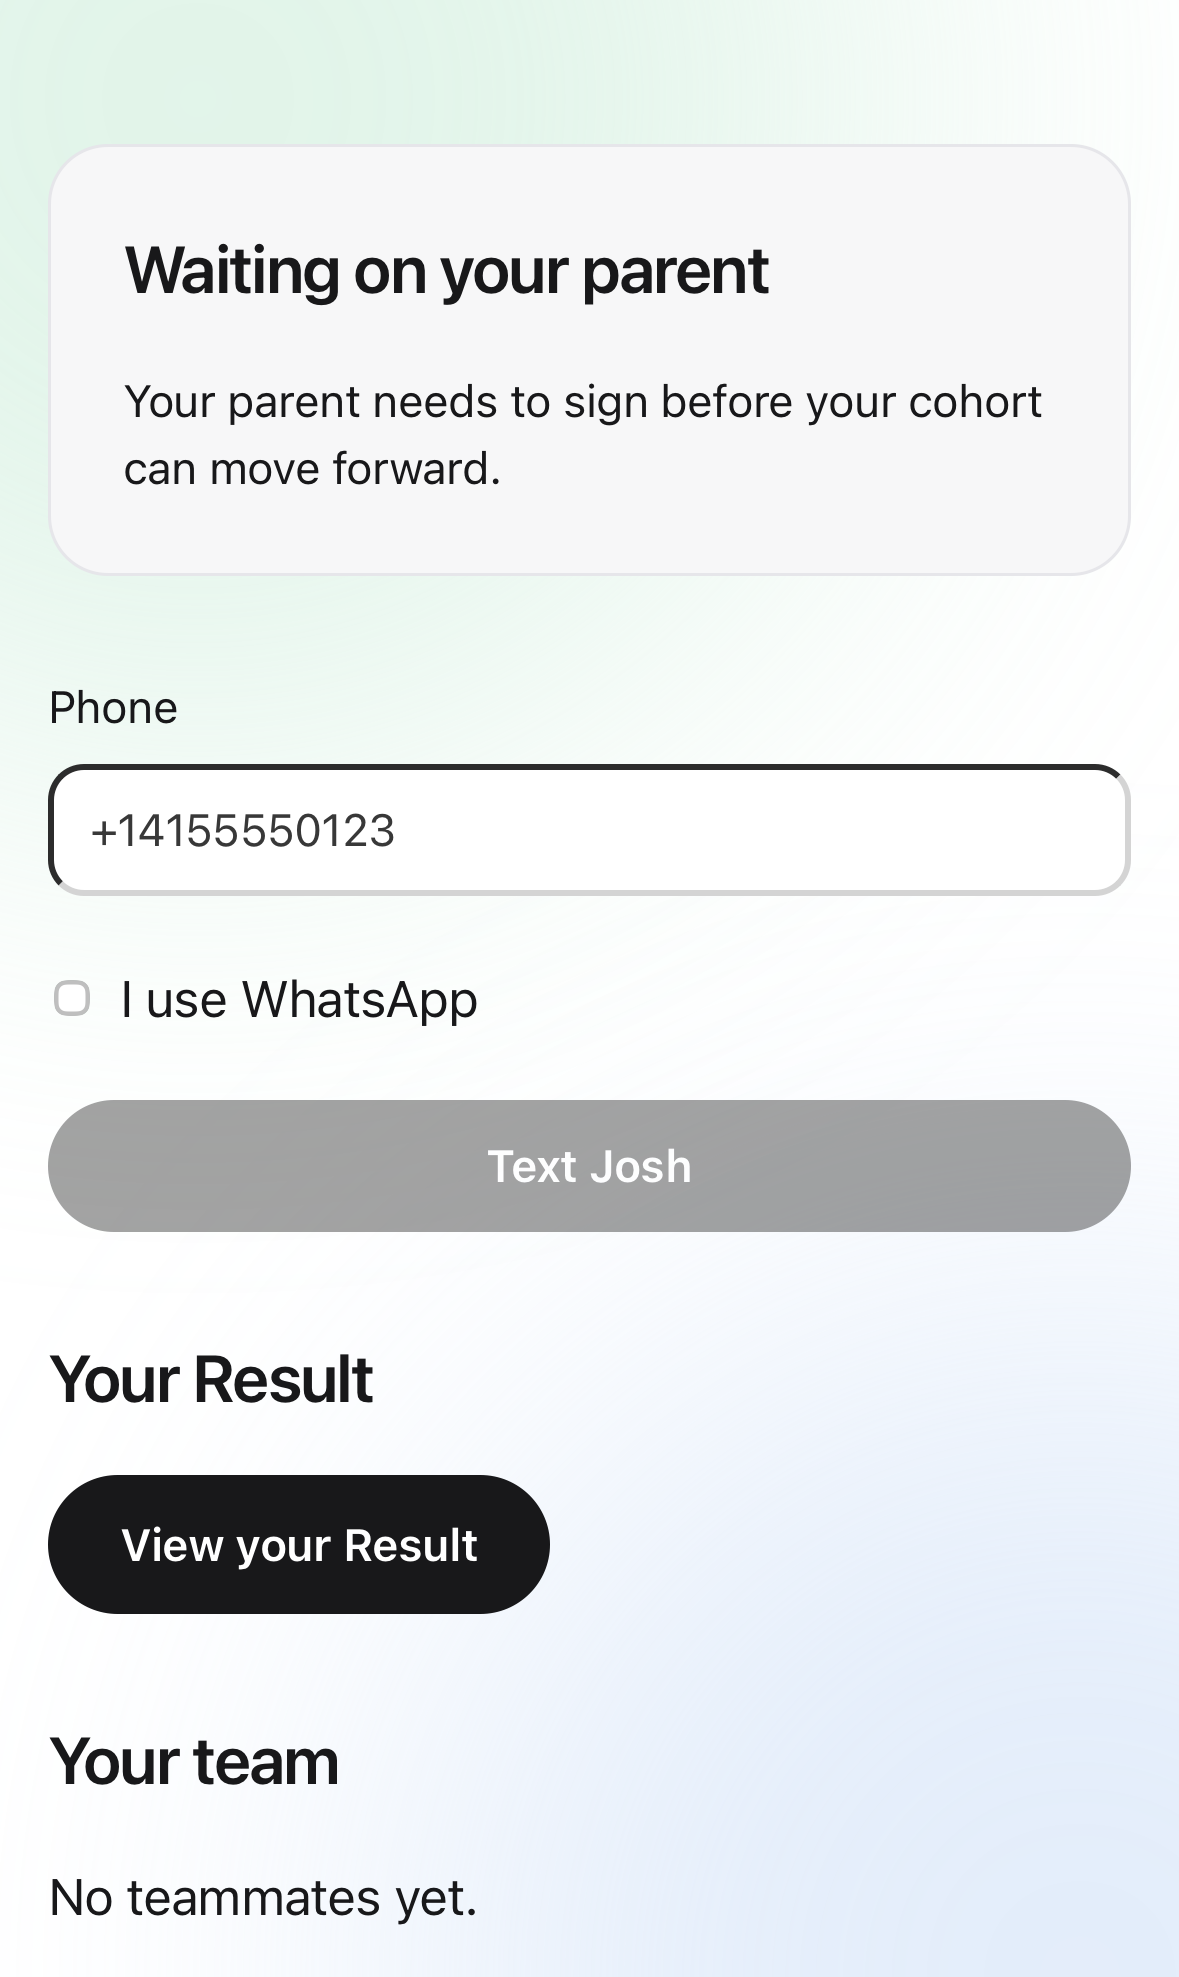 Waiting on your parent
Your parent needs to sign before your cohort
can move forward.
Phone
+14155550123
I use WhatsApp
Text Josh
Your Result
View your Result
Your team
No teammates yet.